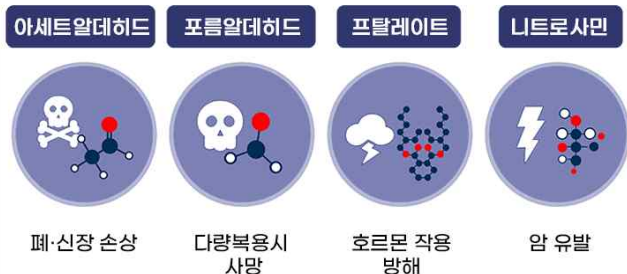 아세트알데히드
포름알데히드
프탈레이트
니트로사민
폐·신장 손상
다량복용시
사망
호르몬 작용
방해
암 유발